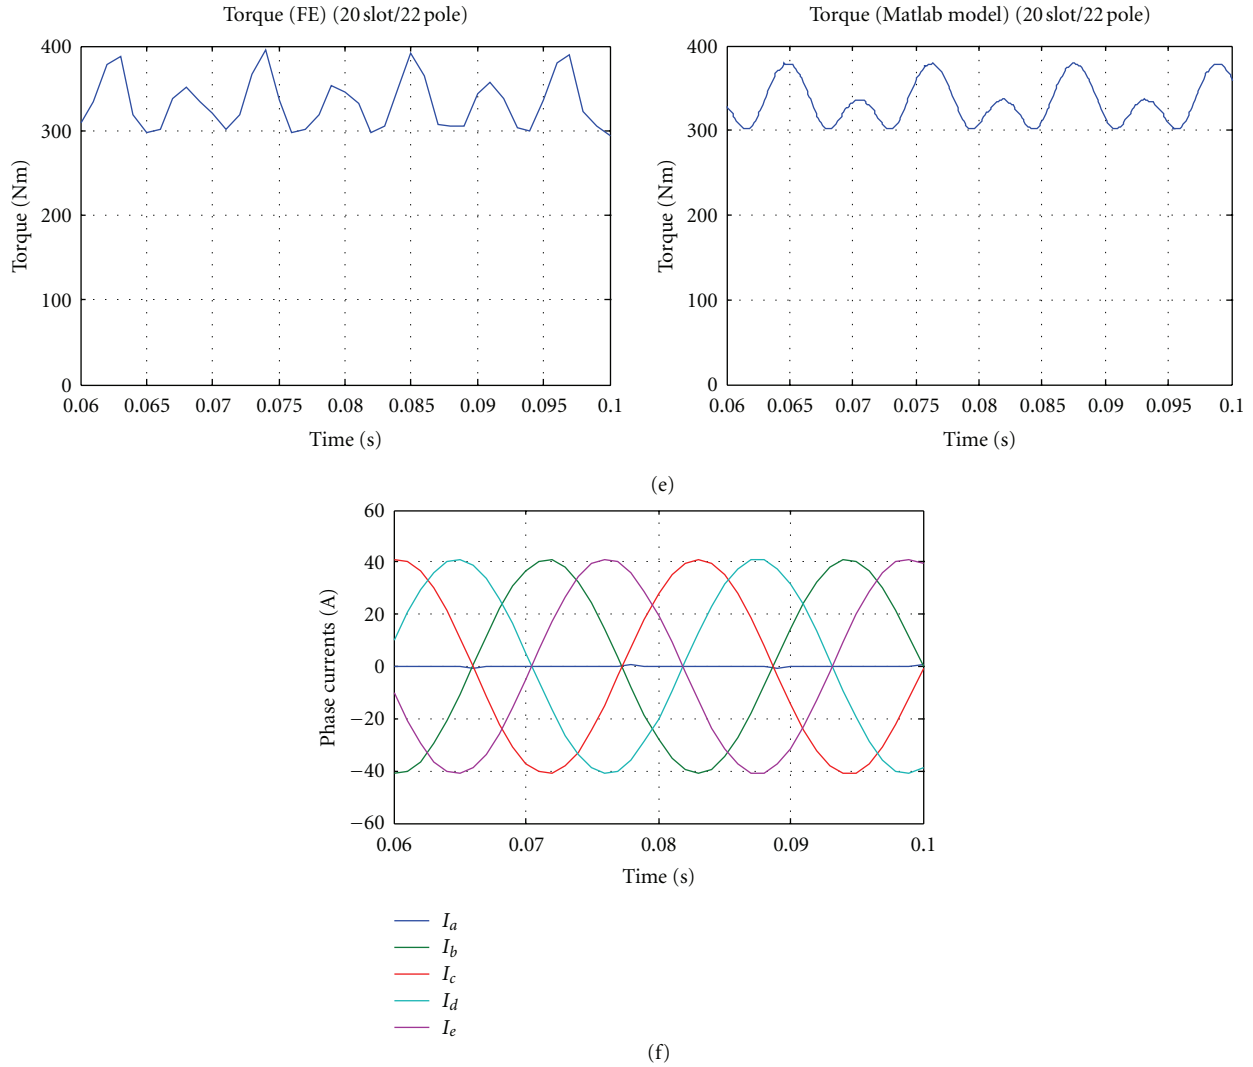 Torque (FE) (20 slot/22 pole)
400
300
200
100
0
Torque (Nm)
0.06 0.065 0.07 0.075 0.08 0.085 0.09 0.095 0.1
Time (s)
Torque (Matlab model) (20 slot/22 pole)
400
300
200
100
0
Torque (Nm)
0.06 0.065 0.07 0.075 0.08 0.085 0.09 0.095 0.1
Time (s)
(e)
60
40
20
0
−20
−40
−60
Phase currents (A)
0.06 0.07 0.08 0.09 0.1
Time (s)
Ia
Ib
Ic
Id
Ie
(f)